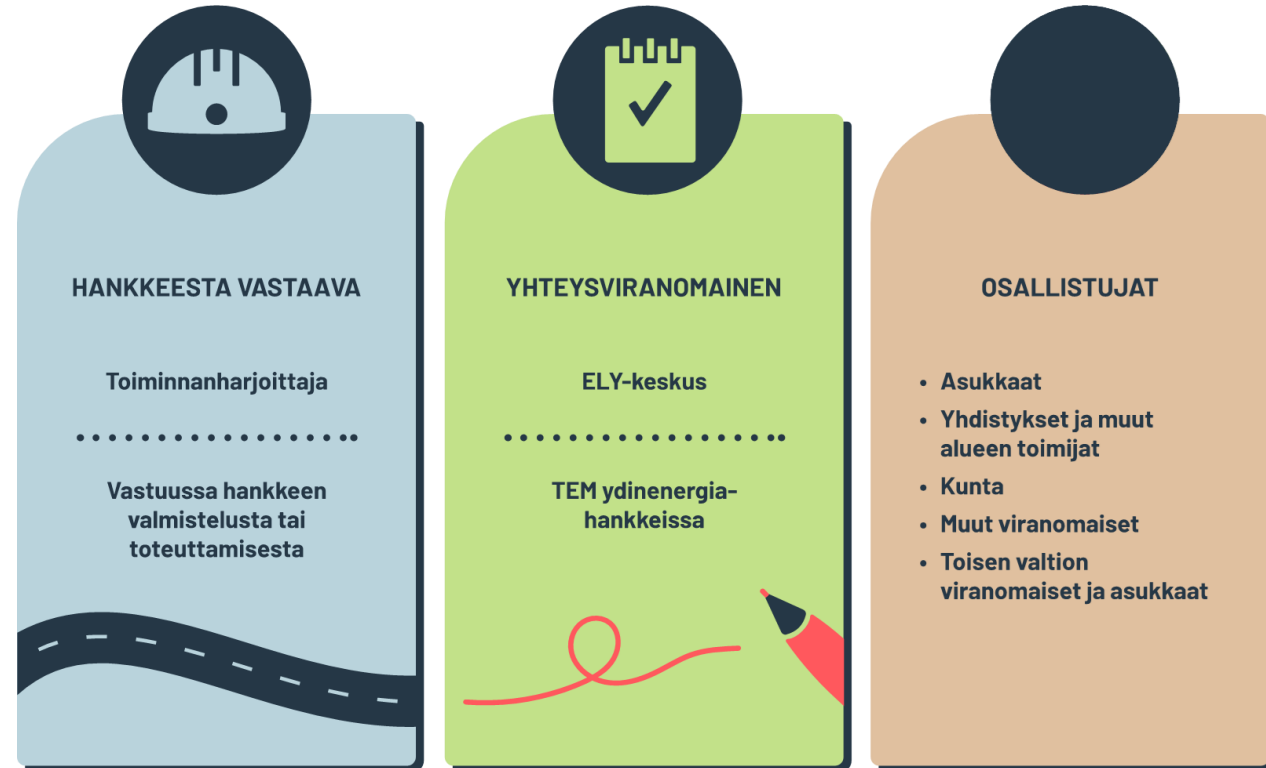 HANKKEESTA VASTAAVA
Toiminnanharjoittaja
Vastuussa hankkeen
valmistelusta tai
toteuttamisesta
YHTEYSVIRANOMAINEN
ELY-keskus
TEM ydinenergia-
hankkeissa
OSALLISTUJAT
• Asukkaat
• Yhdistykset ja muut
alueen toimijat
• Kunta
• Muut viranomaiset
• Toisen valtion
viranomaiset ja asukkaat